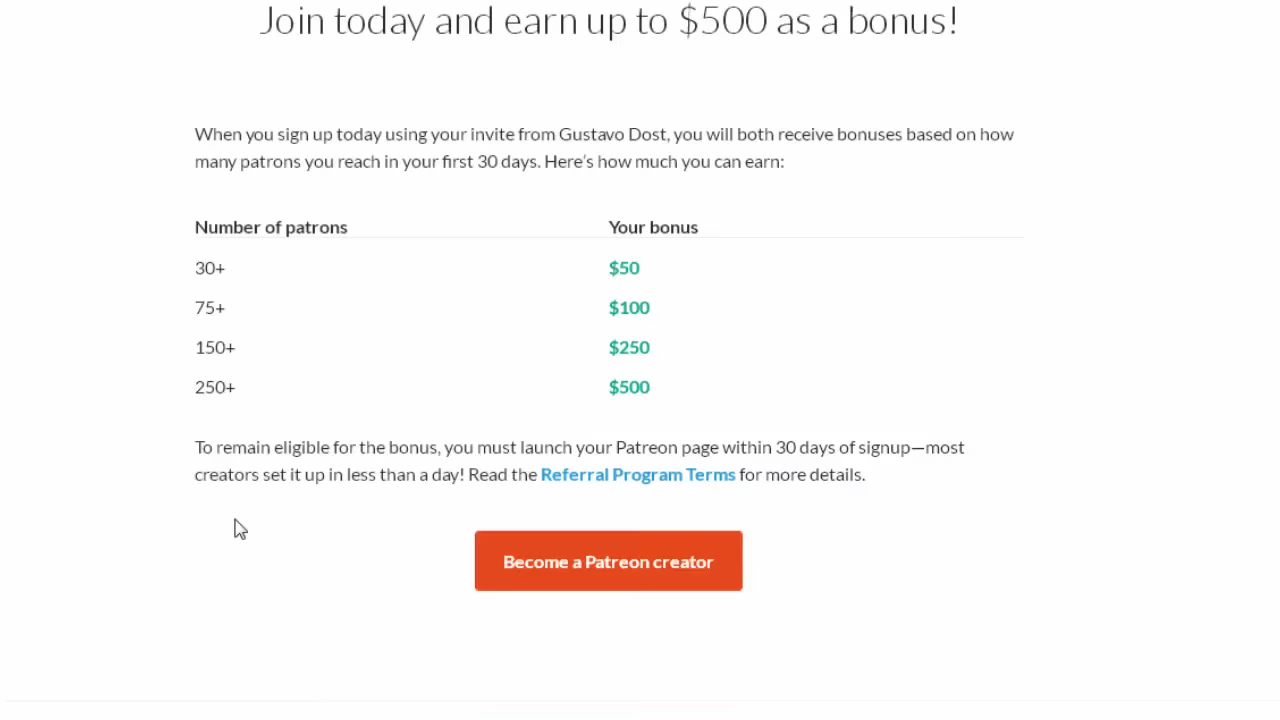 Join today and earn up to $500 as a bonus!
When you sign up today using your invite from Gustavo Dost, you will both receive bonuses based on how
many patrons you reach in your first 30 days. Here's how much you can earn:
Number of patrons Your bonus
30+ $50
75+ $100
150+ $250
250+ $500
To remain eligible for the bonus, you must launch your Patreon page within 30 days of signup—most
creators set it up in less than a day! Read the Referral Program Terms for more details.
Become a Patreon creator